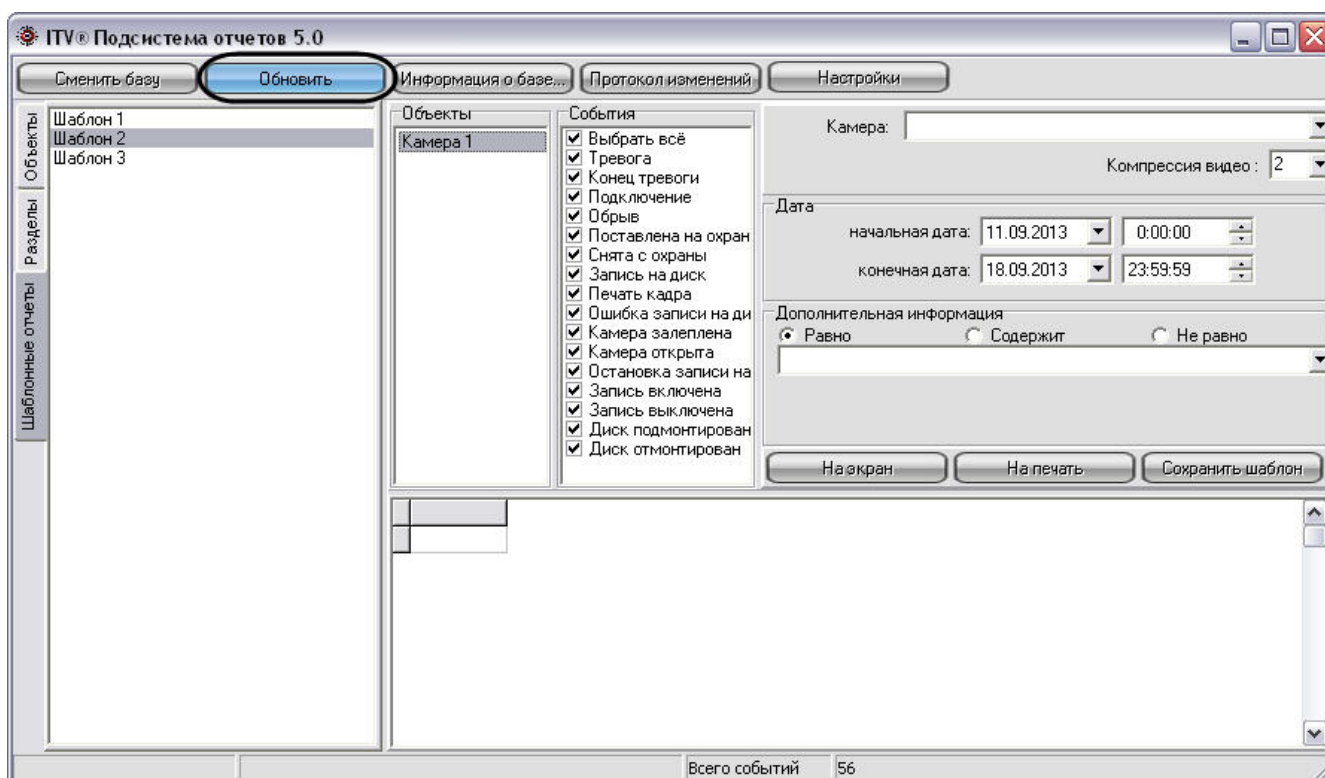 ITV® Подсистема отчетов 5.0
Сменить базу
Обновить
Информация о базе...
Протокол изменений
Настройки
Объекты
Разделы
Шаблонные отчеты
Шаблон 1
Шаблон 2
Шаблон 3
Объекты
Камера 1
События
Выбрать всё
Тревога
Конец тревоги
Подключение
Обрыв
Поставлена на охран
Снята с охраны
Запись на диск
Печать кадра
Ошибка записи на ди
Камера залеплена
Камера открыта
Остановка записи на
Запись включена
Запись выключена
Диск подмонтирован
Диск отмонтирован
Камера:
Компрессия видео : 2
Дата
начальная дата: 11.09.2013 0:00:00
конечная дата: 18.09.2013 23:59:59
Дополнительная информация
Равно Содержит Не равно
На экран
На печать
Сохранить шаблон
Всего событий 56